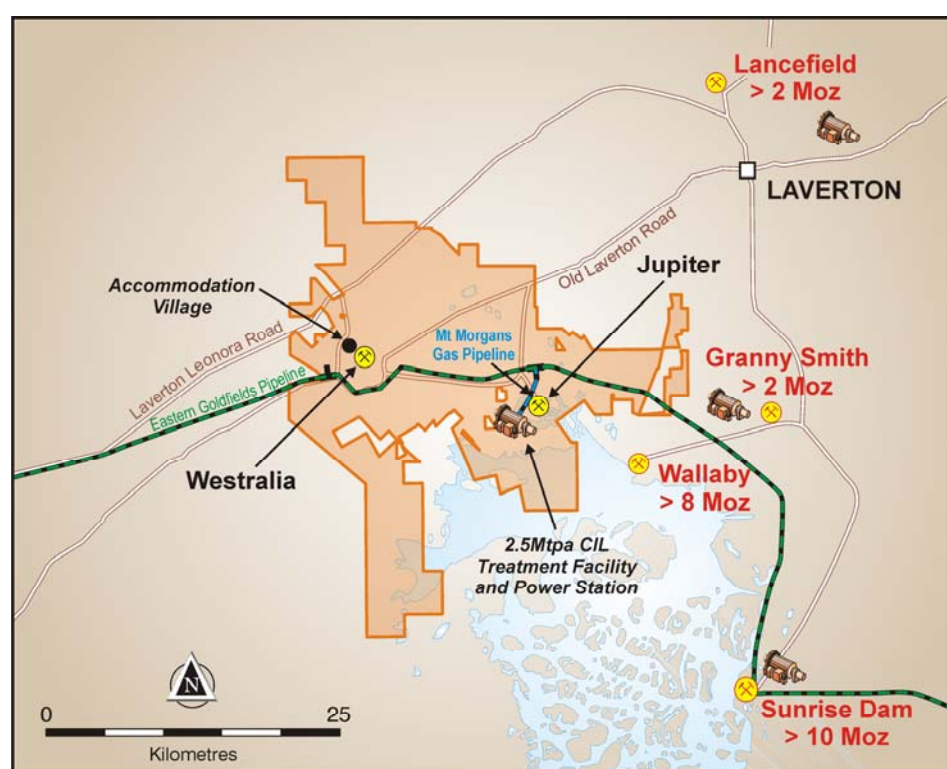 Lancefield
> 2 Moz
LAVERTON
Old Laverton Road
Jupiter
Accommodation
Village
Mt Morgans
Gas Pipeline
Laverton Leonora Road
Eastern Goldfields Pipeline
Granny Smith
> 2 Moz
Westralia
Wallaby
> 8 Moz
2.5Mtpa CIL
Treatment Facility
and Power Station
N
0 25
Kilometres
Sunrise Dam
> 10 Moz